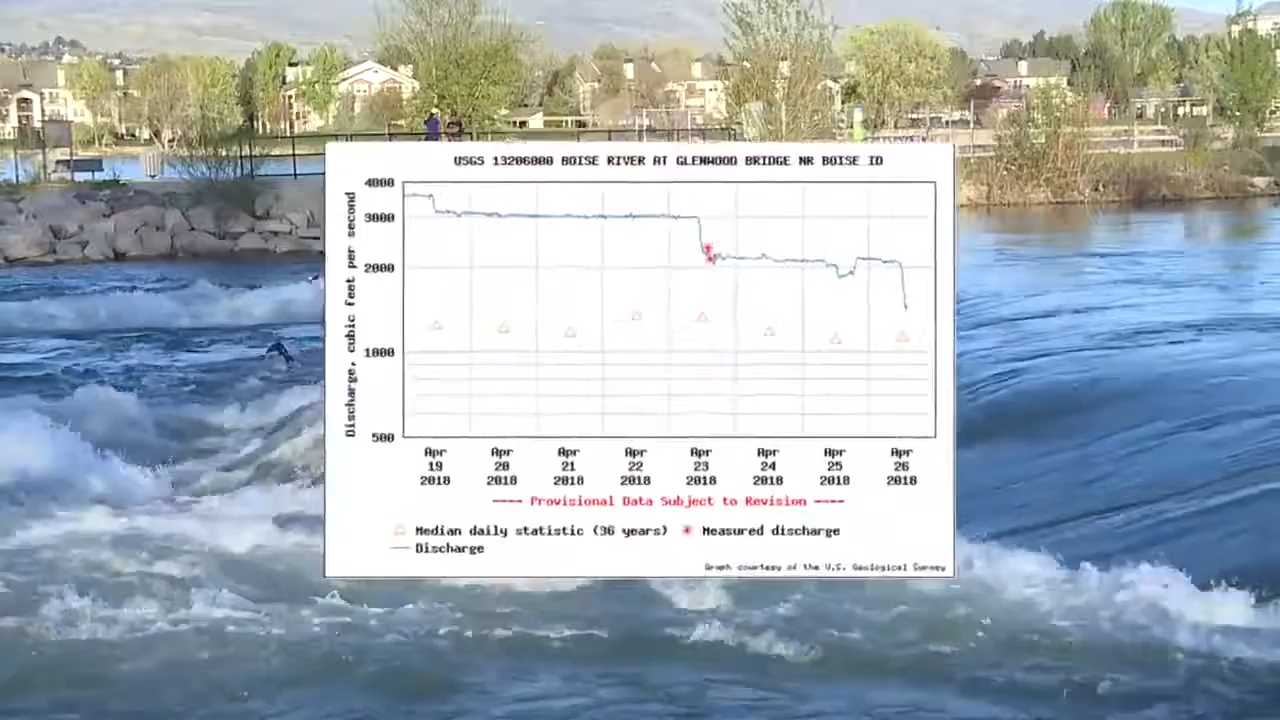 USGS 13206000 BOISE RIVER AT GLENWOOD BRIDGE NR BOISE ID
Discharge, cubic feet per second
4000
3000
2000
1000
500
Apr Apr Apr Apr Apr Apr Apr Apr
19 20 21 22 23 24 25 26
2018 2018 2018 2018 2018 2018 2018 2018
---- Provisional Data Subject to Revision ----
Median daily statistic (36 years) Measured discharge
Discharge
Graph courtesy of the U.S. Geological Survey